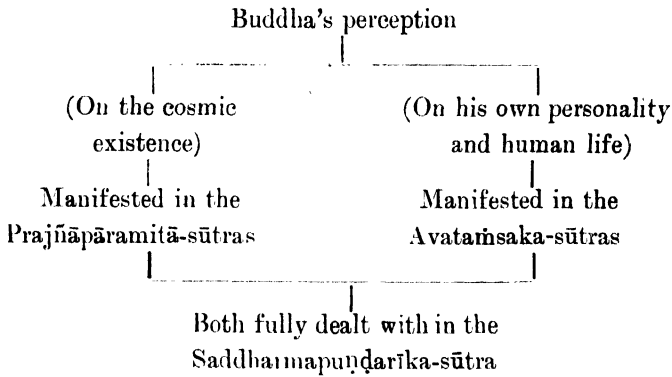 Buddha's perception
(On the cosmic existence)
(On his own personality and human life)
Manifested in the Prajñāpāramitā-sūtras
Manifested in the Avataṁsaka-sūtras
Both fully dealt with in the
Saddharmapuṇḍarīka-sūtra